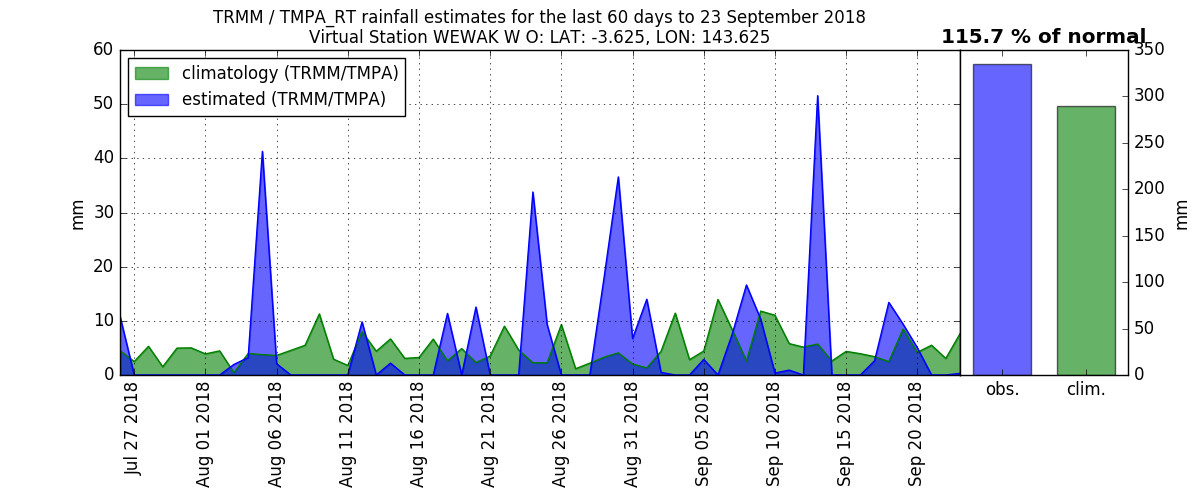 TRMM / TMPA_RT rainfall estimates for the last 60 days to 23 September 2018
Virtual Station WEWAK W O: LAT: -3.625, LON: 143.625
115.7 % of normal
climatology (TRMM/TMPA)
estimated (TRMM/TMPA)
mm
60
50
40
30
20
10
0
Jul 27 2018
Aug 01 2018
Aug 06 2018
Aug 11 2018
Aug 16 2018
Aug 21 2018
Aug 26 2018
Aug 31 2018
Sep 05 2018
Sep 10 2018
Sep 15 2018
Sep 20 2018
obs.
clim.
350
300
250
200
150
100
50
0
mm